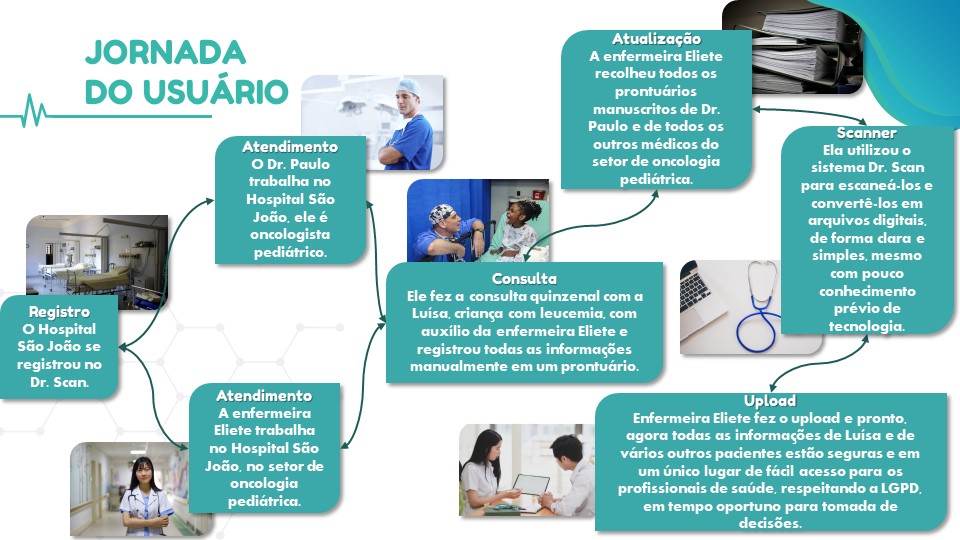 JORNADA
DO USUÁRIO
Registro
O Hospital
São João se
registrou no
Dr. Scan.
Atendimento
O Dr. Paulo
trabalha no
Hospital São
João, ele é
oncologista
pediátrico.
Atendimento
A enfermeira
Eliete trabalha
no Hospital São
João, no setor de
oncologia
pediátrica.
Consulta
Ele fez a consulta quinzenal com a
Luísa, criança com leucemia, com
auxílio da enfermeira Eliete e
registrou todas as informações
manualmente em um prontuário.
Atualização
A enfermeira Eliete
recolheu todos os
prontuários
manuscritos de Dr.
Paulo e de todos os
outros médicos do
setor de oncologia
pediátrica.
Scanner
Ela utilizou o
sistema Dr. Scan
para escaneá-los e
convertê-los em
arquivos digitais,
de forma clara e
simples, mesmo
com pouco
conhecimento
prévio de
tecnologia.
Upload
Enfermeira Eliete fez o upload e pronto,
agora todas as informações de Luísa e de
vários outros pacientes estão seguras e em
um único lugar de fácil acesso para os
profissionais de saúde, respeitando a LGPD,
em tempo oportuno para tomada de
decisões.